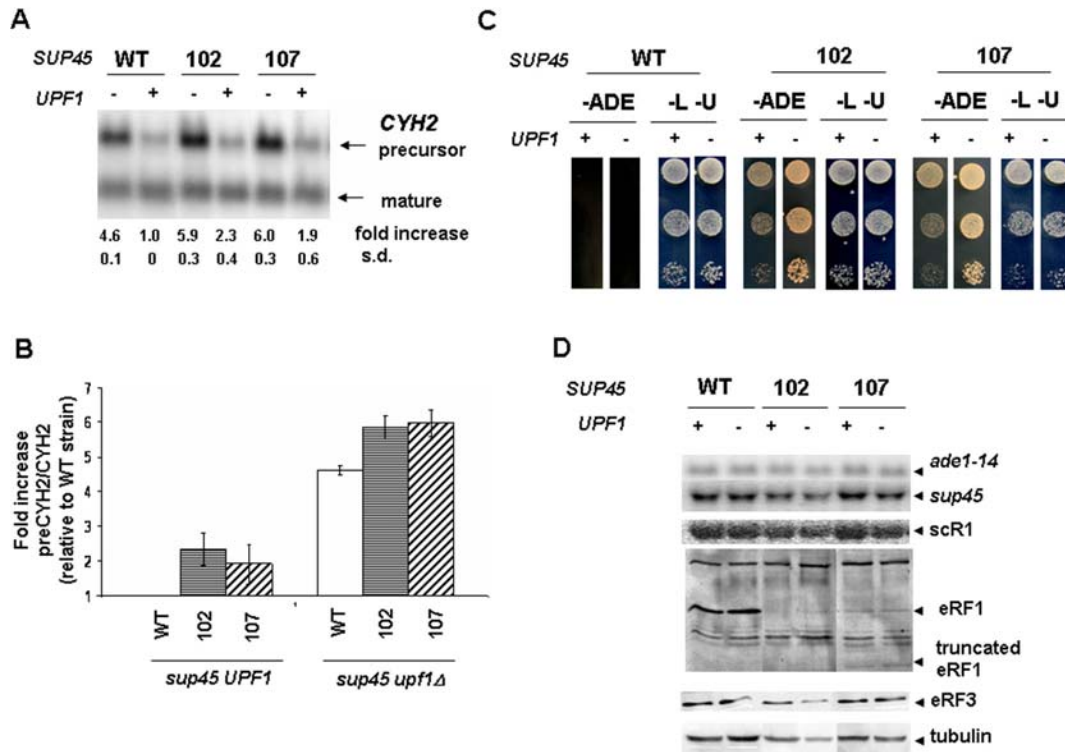 A
SUP45 WT 102 107
UPF1 - + - + - +
CYH2
precursor
mature
4.6 1.0 5.9 2.3 6.0 1.9 fold increase
0.1 0 0.3 0.4 0.3 0.6 s.d.
B
Fold increase
preCYH2/CYH2
(relative to WT strain)
7
6
5
4
3
2
1
WT 102 107 WT 102 107
sup45 UPF1 sup45 upf1Δ
C
SUP45 WT 102 107
-ADE -L -U -ADE -L -U -ADE -L -U
UPF1 + - + - + - + - + - + -
D
SUP45 WT 102 107
UPF1 + - + - + -
ade1-14
sup45
scR1
eRF1
truncated
eRF1
eRF3
tubulin